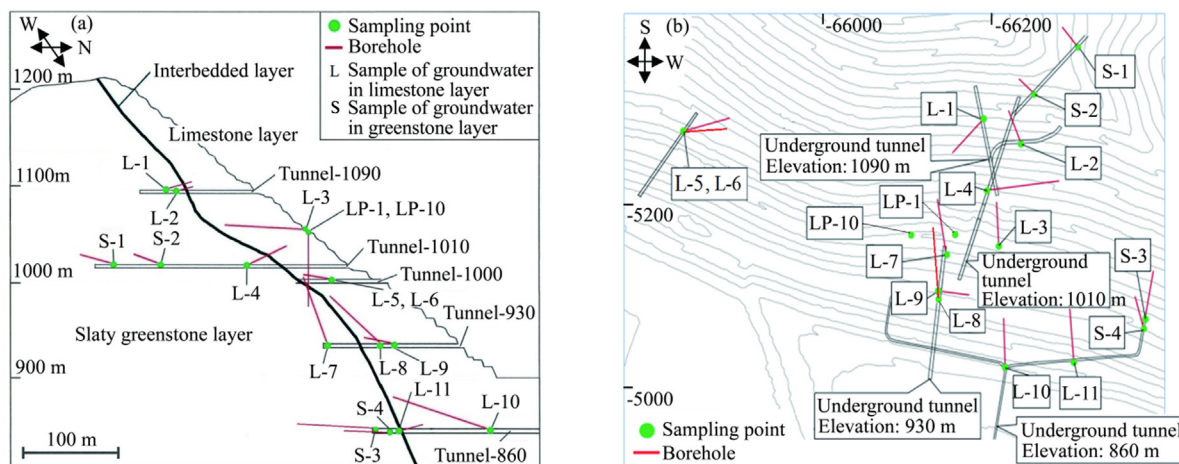 (a)
W
N
Sampling point
Borehole
L Sample of groundwater
in limestone layer
S Sample of groundwater
in greenstone layer
1200 m
Interbedded layer
Limestone layer
1100m
L-1
L-2
Tunnel-1090
L-3
LP-1, LP-10
S-1
S-2
Tunnel-1010
1000 m
L-4
Tunnel-1000
L-5, L-6
Slaty greenstone layer
Tunnel-930
L-7
L-8
L-9
900 m
L-11
S-4
L-10
S-3
100 m
Tunnel-860
(b)
S
W
-66000
-66200
S-1
S-2
L-1
Underground tunnel
Elevation: 1090 m
L-2
L-5, L-6
L-4
-5200
LP-1
LP-10
L-3
L-7
Underground
tunnel
Elevation:
1010 m
S-3
L-9
L-8
S-4
L-10
L-11
-5000
Underground tunnel
Elevation: 930 m
Underground tunnel
Elevation: 860 m
Sampling point
Borehole